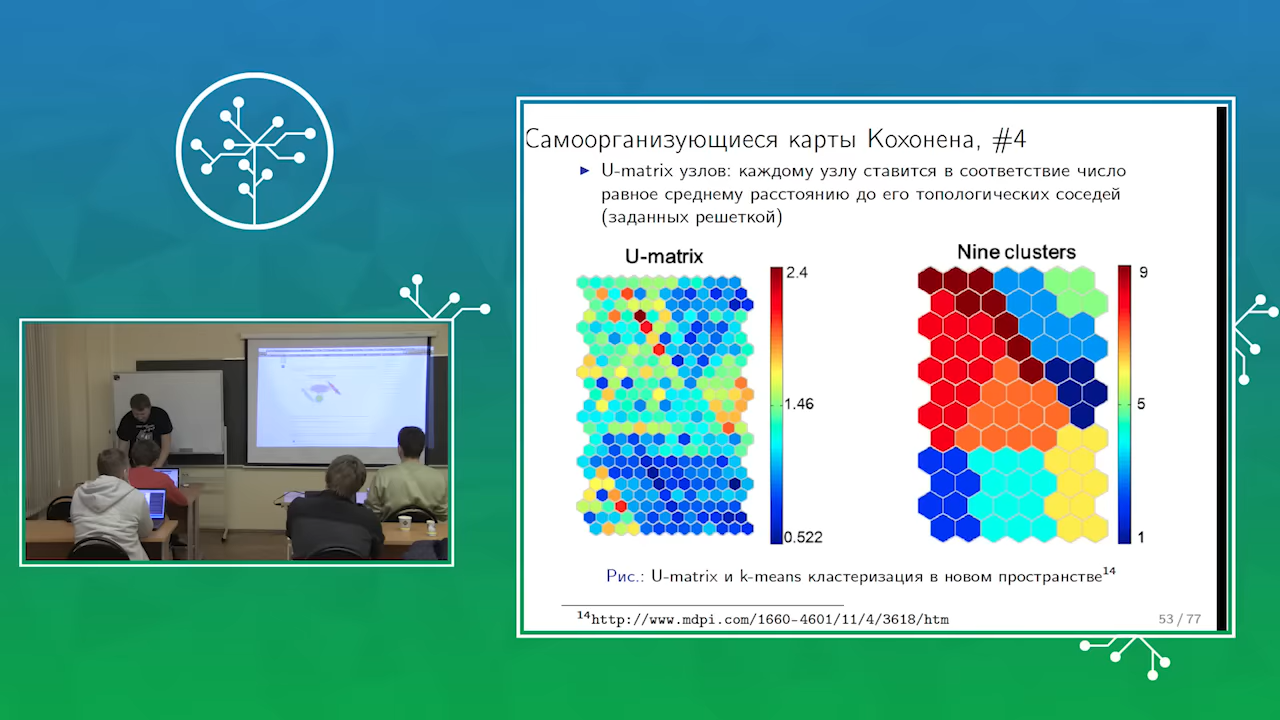 Самоорганизующиеся карты Кохонена, #4
► U-matrix узлов: каждому узлу ставится в соответствие число
равное среднему расстоянию до его топологических соседей
(заданных решеткой)
U-matrix
2.4
1.46
0.522
Nine clusters
9
5
1
Рис.: U-matrix и k-means кластеризация в новом пространстве14
14http://www.mdpi.com/1660-4601/11/4/3618/htm
53 / 77